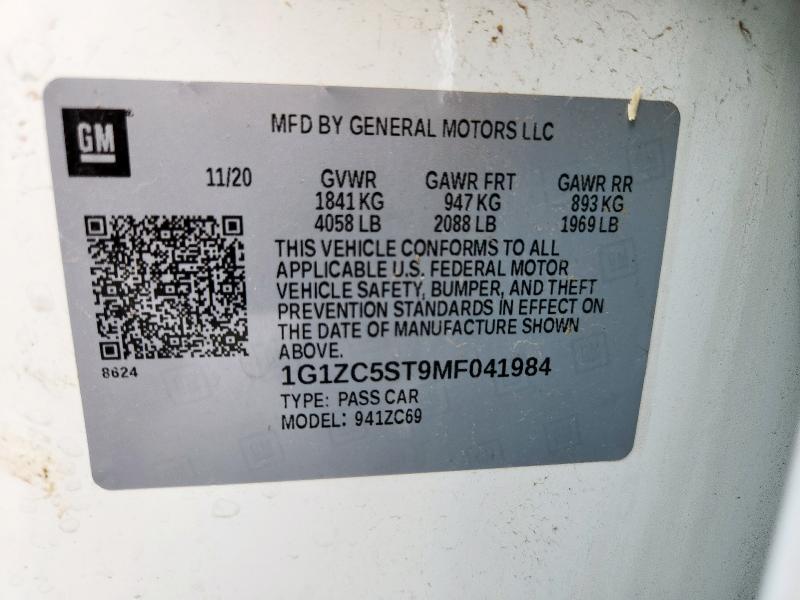 GM
MFD BY GENERAL MOTORS LLC
11/20 GVWR GAWR FRT GAWR RR
1841 KG 947 KG 893 KG
4058 LB 2088 LB 1969 LB
THIS VEHICLE CONFORMS TO ALL
APPLICABLE U.S. FEDERAL MOTOR
VEHICLE SAFETY, BUMPER, AND THEFT
PREVENTION STANDARDS IN EFFECT ON
THE DATE OF MANUFACTURE SHOWN
ABOVE.
8624
1G1ZC5ST9MF041984
TYPE: PASS CAR
MODEL: 941ZC69